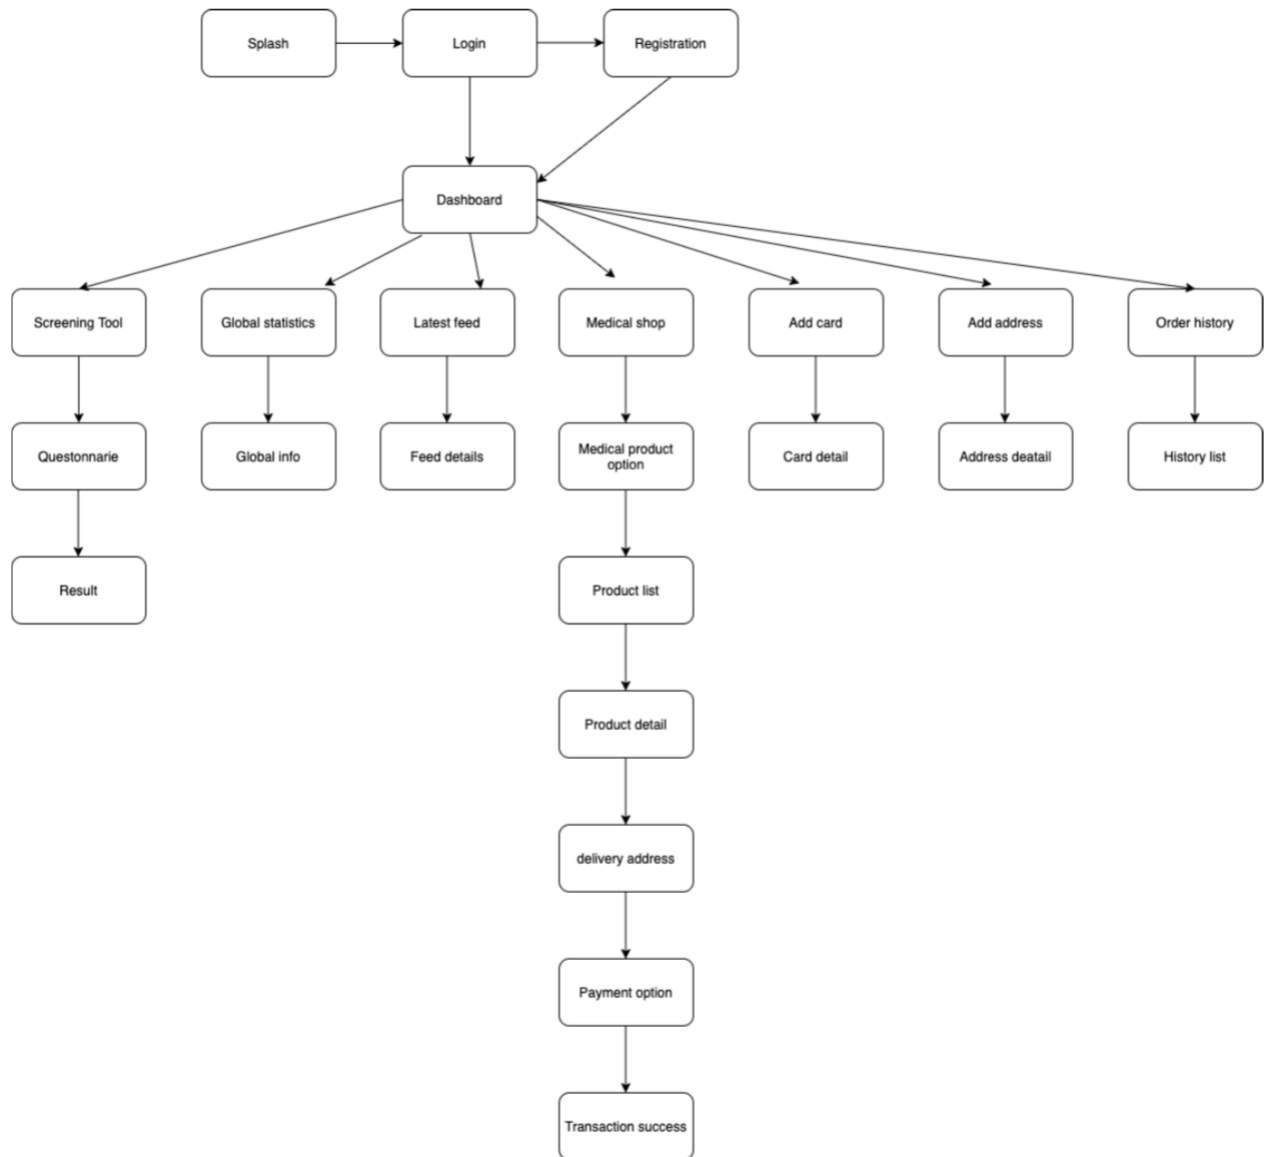 Splash
Login
Registration
Dashboard
Screening Tool
Global statistics
Latest feed
Medical shop
Add card
Add address
Order history
Questonnarie
Global info
Feed details
Medical product
option
Card detail
Address deatail
History list
Result
Product list
Product detail
delivery address
Payment option
Transaction success